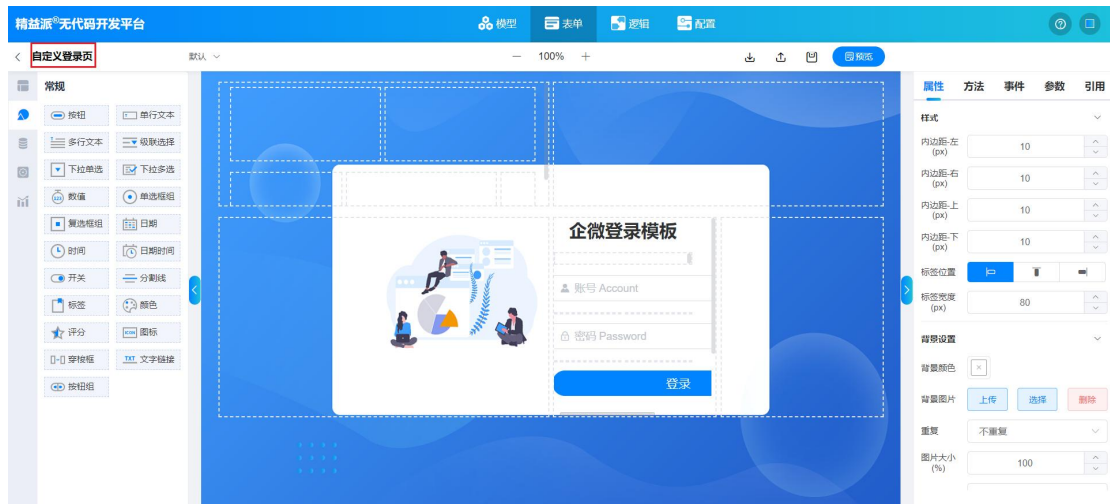 精益派®无代码开发平台
模型 表单 逻辑 配置
自定义登录页 默认 100% 预览
常规
按钮 单行文本
多行文本 级联选择
下拉单选 下拉多选
数值 单选框组
复选框组 日期
时间 日期时间
开关 分割线
标签 颜色
评分 图标
穿梭框 文字链接
按钮组
企微登录模板
账号 Account
密码 Password
登录
属性 方法 事件 参数 引用
样式
内边距-左
(px)
10
内边距-右
(px)
10
内边距-上
(px)
10
内边距-下
(px)
10
标签位置
标签宽度
(px)
80
背景设置
背景颜色
背景图片 上传 选择 删除
重复 不重复
图片大小
(%)
100